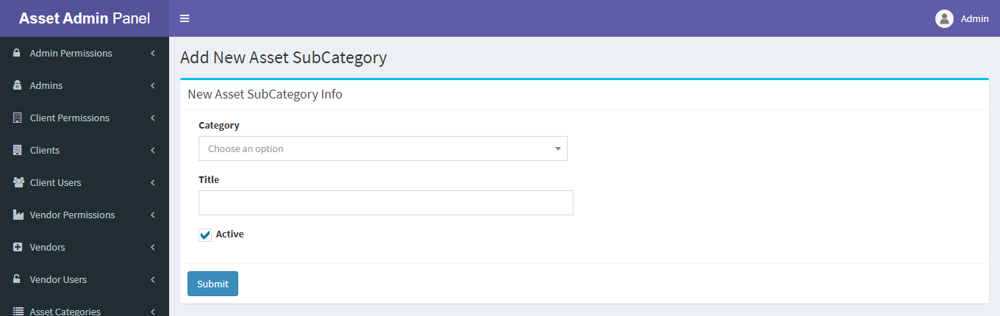 Asset Admin Panel
Admin
Admin Permissions
Admins
Client Permissions
Clients
Client Users
Vendor Permissions
Vendors
Vendor Users
Asset Categories
Add New Asset SubCategory
New Asset SubCategory Info
Category
Choose an option
Title
Active
Submit